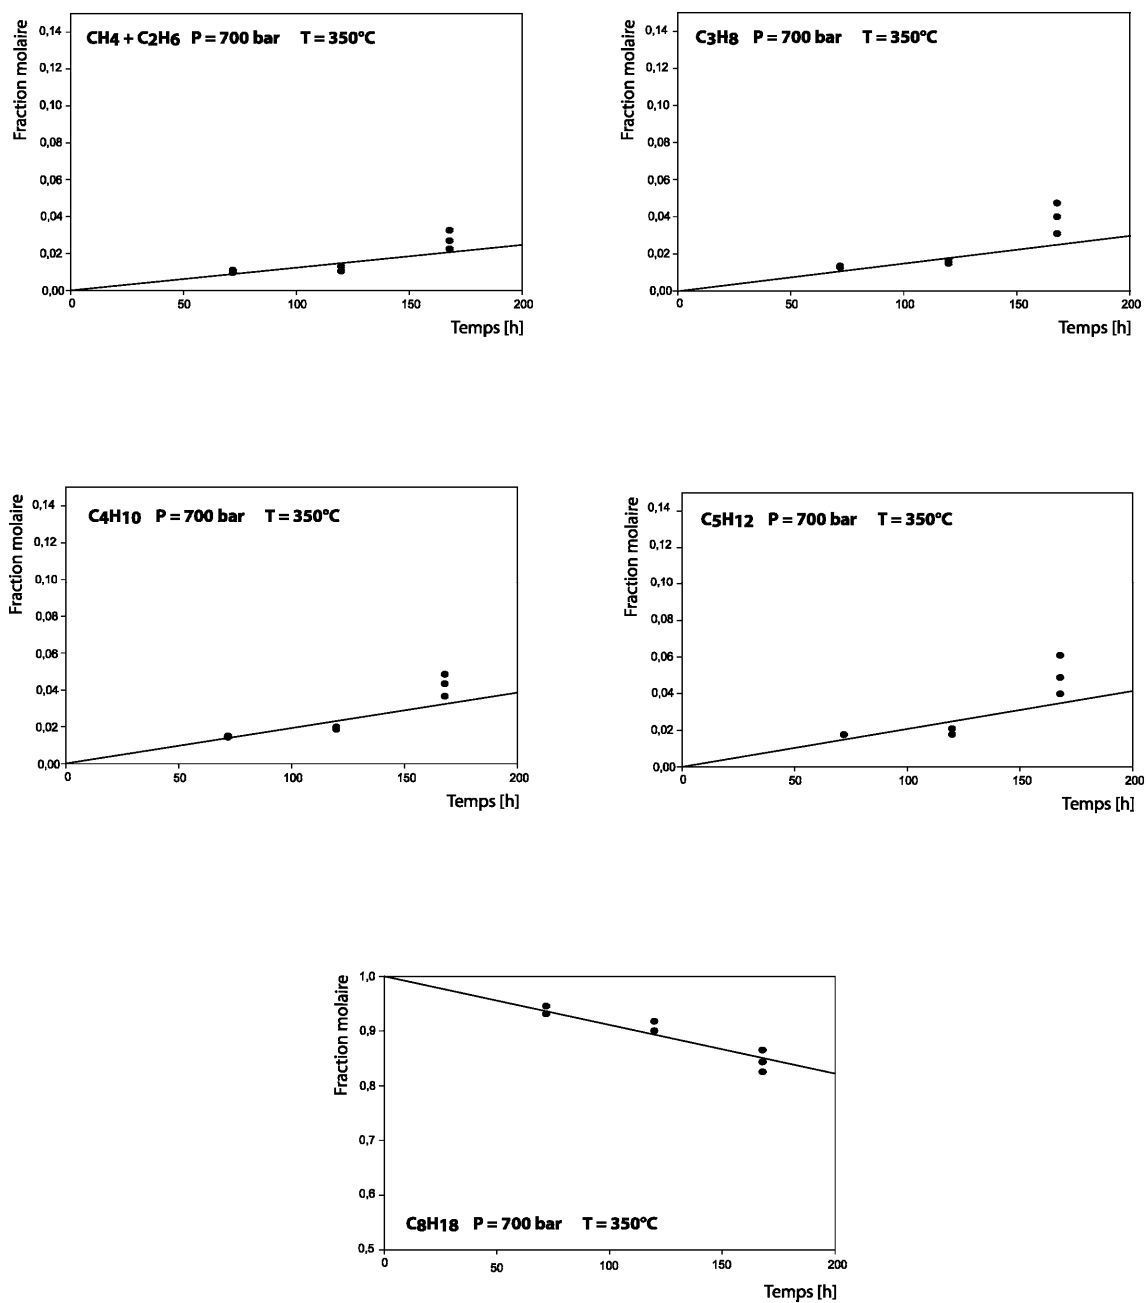 CH4 + C2H6 P = 700 bar T = 350°C
Fraction molaire
0,14
0,12
0,10
0,08
0,06
0,04
0,02
0,00
0 50 100 150 200
Temps [h]
C3H8 P = 700 bar T = 350°C
Fraction molaire
0,14
0,12
0,10
0,08
0,06
0,04
0,02
0,00
0 50 100 150 200
Temps [h]
C4H10 P = 700 bar T = 350°C
Fraction molaire
0,14
0,12
0,10
0,08
0,06
0,04
0,02
0,00
0 50 100 150 200
Temps [h]
C5H12 P = 700 bar T = 350°C
Fraction molaire
0,14
0,12
0,10
0,08
0,06
0,04
0,02
0,00
0 50 100 150 200
Temps [h]
Fraction molaire
1,0
0,9
0,8
0,7
0,6
0,5
C8H18 P = 700 bar T = 350°C
0 50 100 150 200
Temps [h]